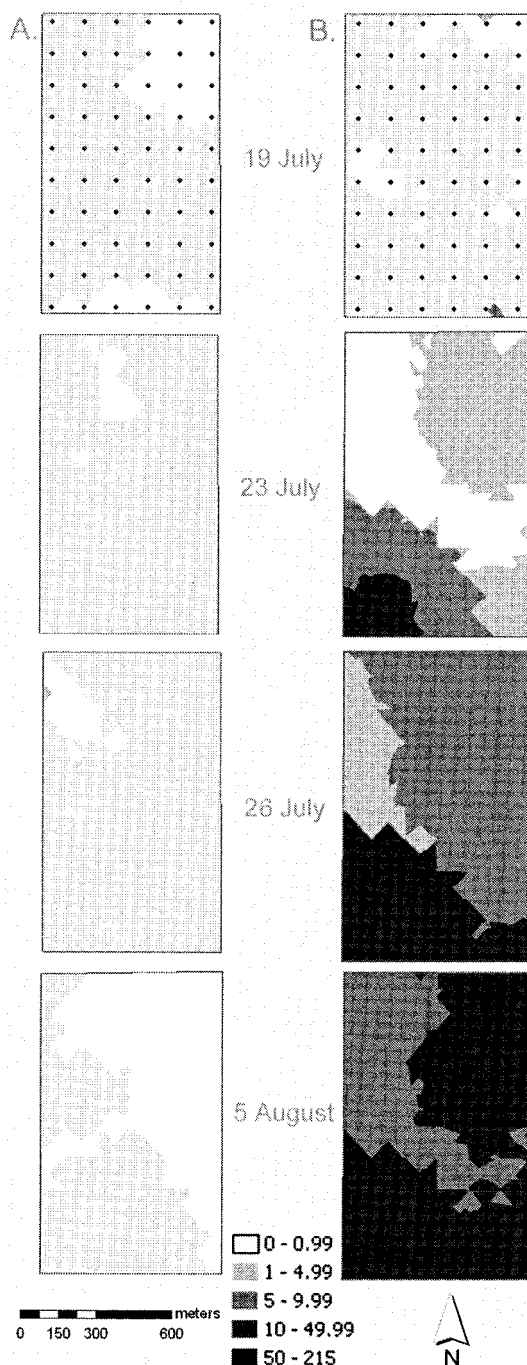 A. B.
19 July
23 July
26 July
5 August
0 - 0.99
1 - 4.99
5 - 9.99
10 - 49.99
50 - 215
meters
0 150 300 600
N